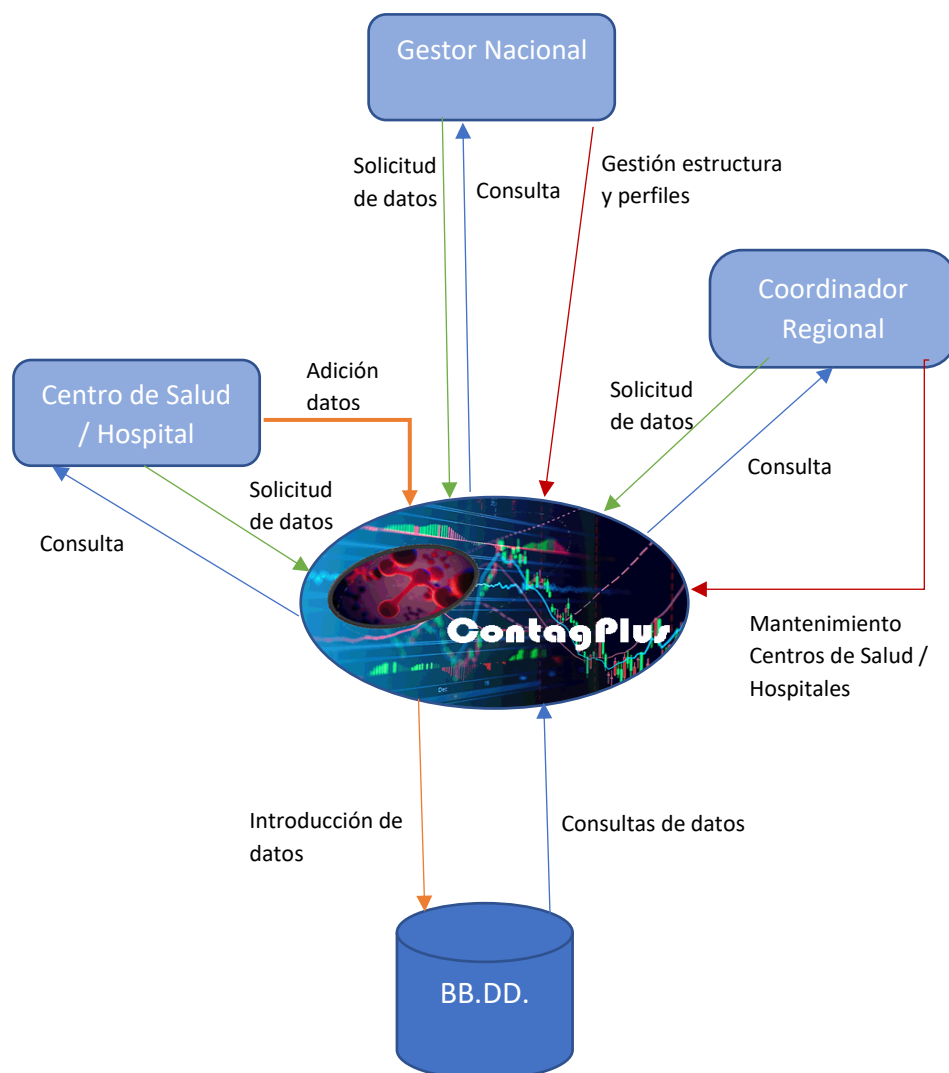 Gestor Nacional
Solicitud
de datos
Consulta
Gestión estructura
y perfiles
Coordinador
Regional
Centro de Salud
/ Hospital
Adición
datos
Solicitud
de datos
Consulta
Solicitud
de datos
Consulta
ContagPlus
Dec
Mantenimiento
Centros de Salud /
Hospitales
Introducción de
datos
Consultas de datos
BB.DD.